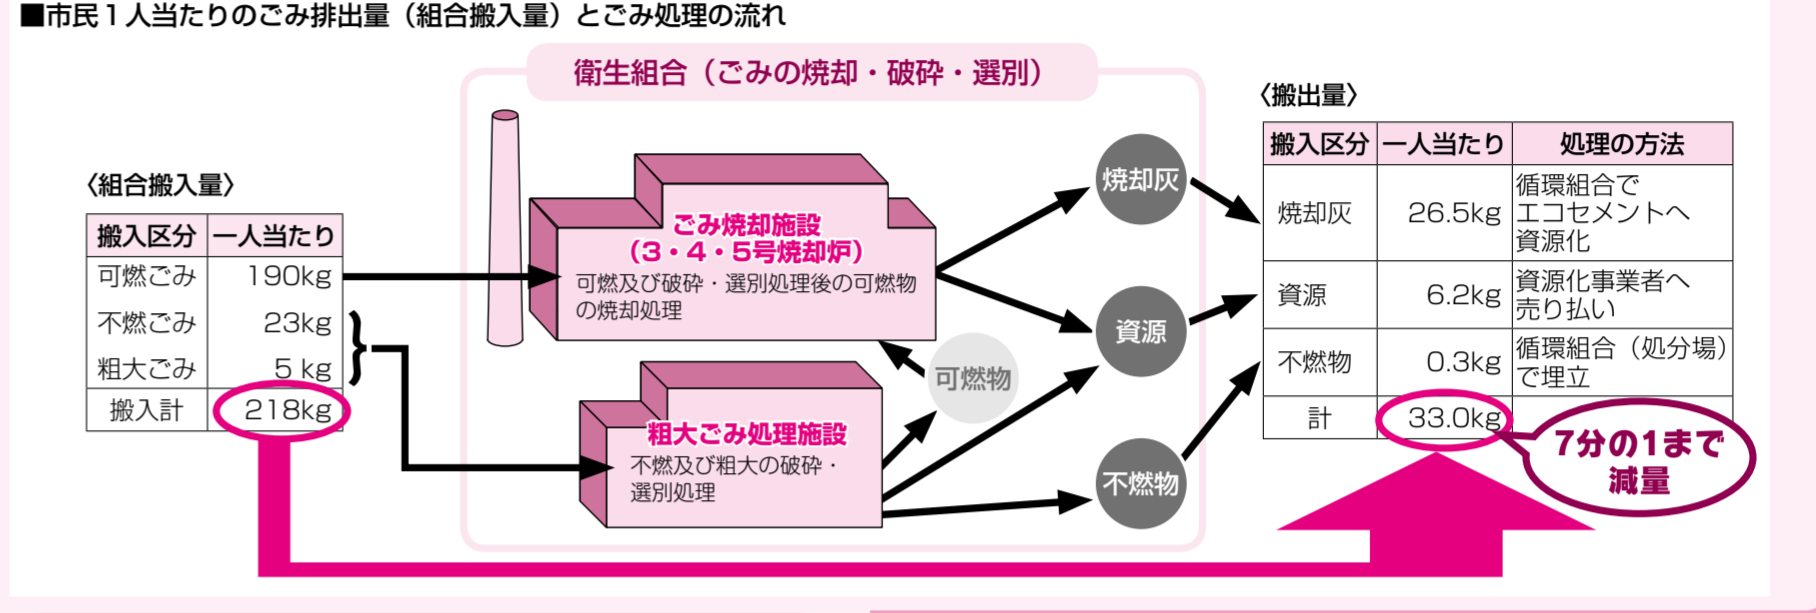 ■市民１人当たりのごみ排出量（組合搬入量）とごみ処理の流れ
衛生組合（ごみの焼却・破砕・選別）
〈組合搬入量〉
搬入区分 一人当たり
可燃ごみ 190kg
不燃ごみ 23kg
粗大ごみ 5 kg
搬入計 218kg
ごみ焼却施設
（3・4・5号焼却炉）
可燃及び破砕・選別処理後の可燃物
の焼却処理
可燃物
粗大ごみ処理施設
不燃及び粗大の破砕・
選別処理
焼却灰
資源
不燃物
〈搬出量〉
搬入区分 一人当たり 処理の方法
焼却灰 26.5kg 循環組合で
エコセメントへ
資源化
資源 6.2kg 資源化事業者へ
売り払い
不燃物 0.3kg 循環組合（処分場）
で埋立
計 33.0kg
7分の1まで
減量